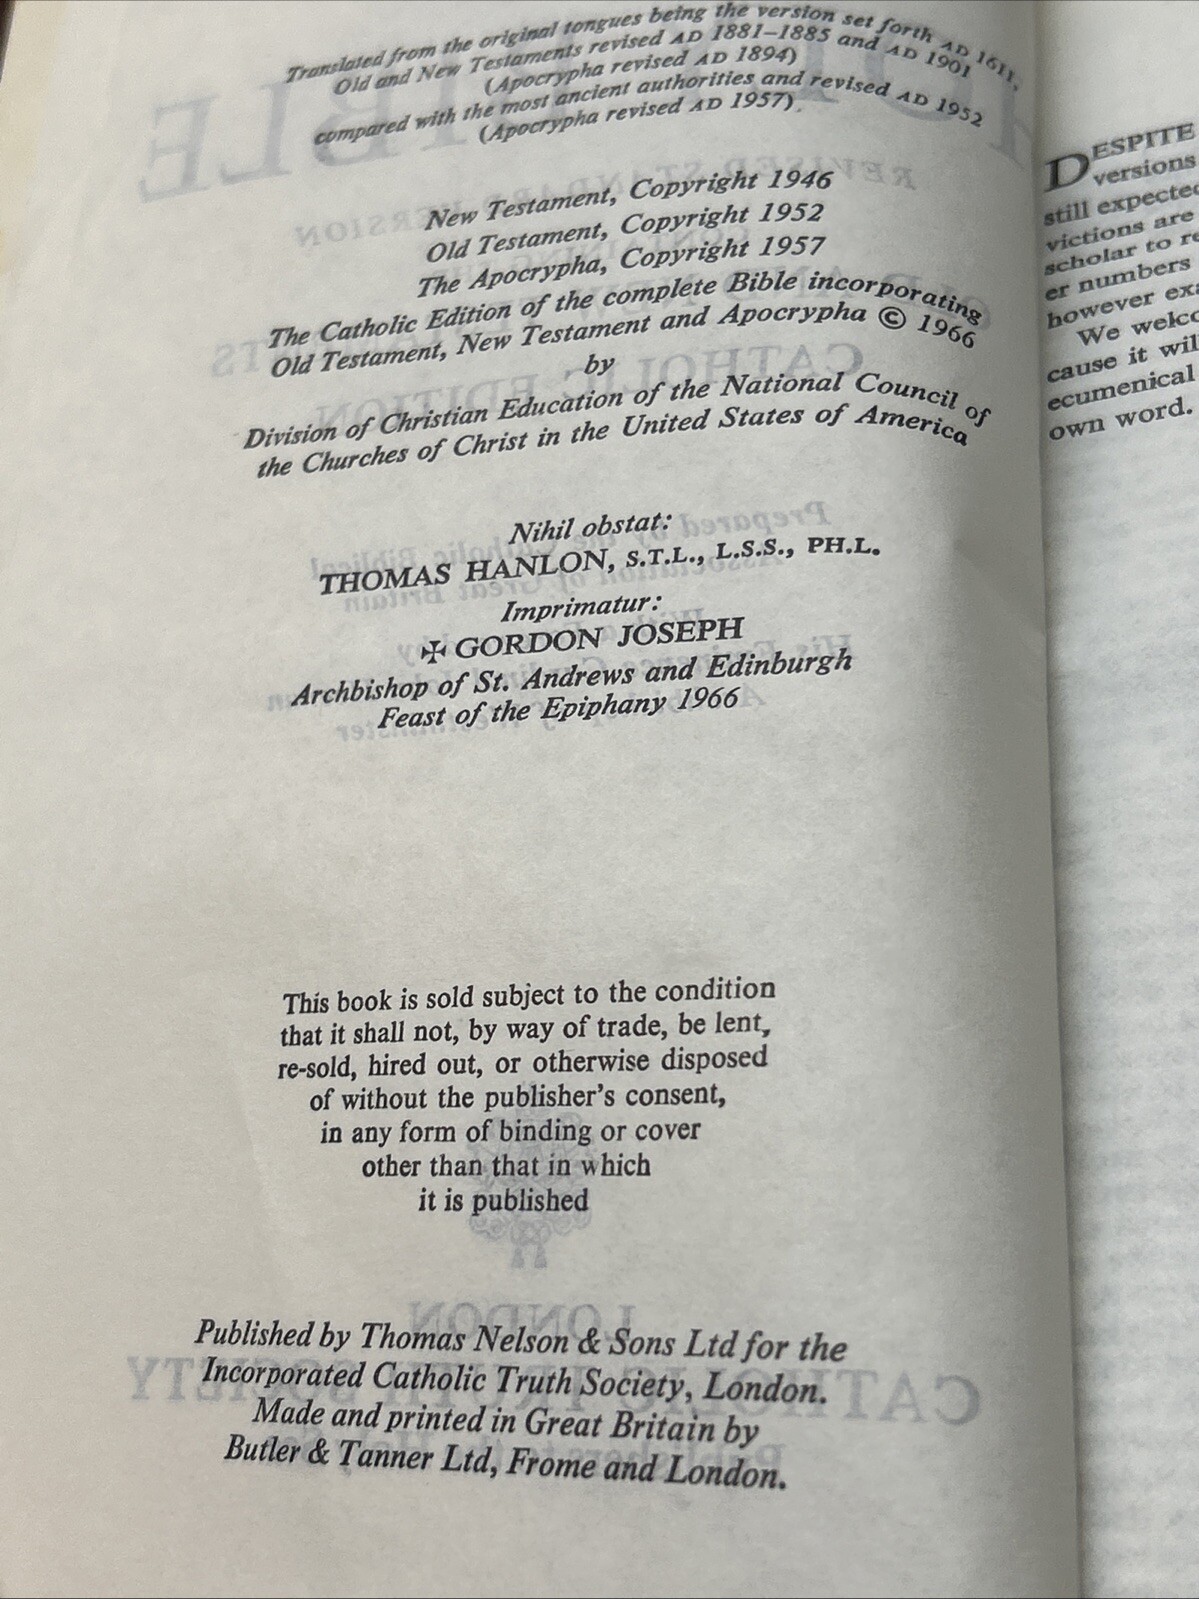 Translated from the original tongues being the version set forth AD 1611,
Old and New Testaments revised AD 1881–1885 and AD 1901
(Apocrypha revised AD 1894)
compared with the most ancient authorities and revised AD 1952
(Apocrypha revised AD 1957).
New Testament, Copyright 1946
Old Testament, Copyright 1952
The Apocrypha, Copyright 1957
The Catholic Edition of the complete Bible incorporating
Old Testament, New Testament and Apocrypha © 1966
by
Division of Christian Education of the National Council of
the Churches of Christ in the United States of America
Nihil obstat:
THOMAS HANLON, S.T.L., L.S.S., PH.L.
Imprimatur:
✠ GORDON JOSEPH
Archbishop of St. Andrews and Edinburgh
Feast of the Epiphany 1966
This book is sold subject to the condition
that it shall not, by way of trade, be lent,
re-sold, hired out, or otherwise disposed
of without the publisher's consent,
in any form of binding or cover
other than that in which
it is published
Published by Thomas Nelson & Sons Ltd for the
Incorporated Catholic Truth Society, London.
Made and printed in Great Britain by
Butler & Tanner Ltd, Frome and London.
DESPITE
versions
still expected
victions are
scholar to
er numbers
however
We
cause it will
ecumenical
own word.